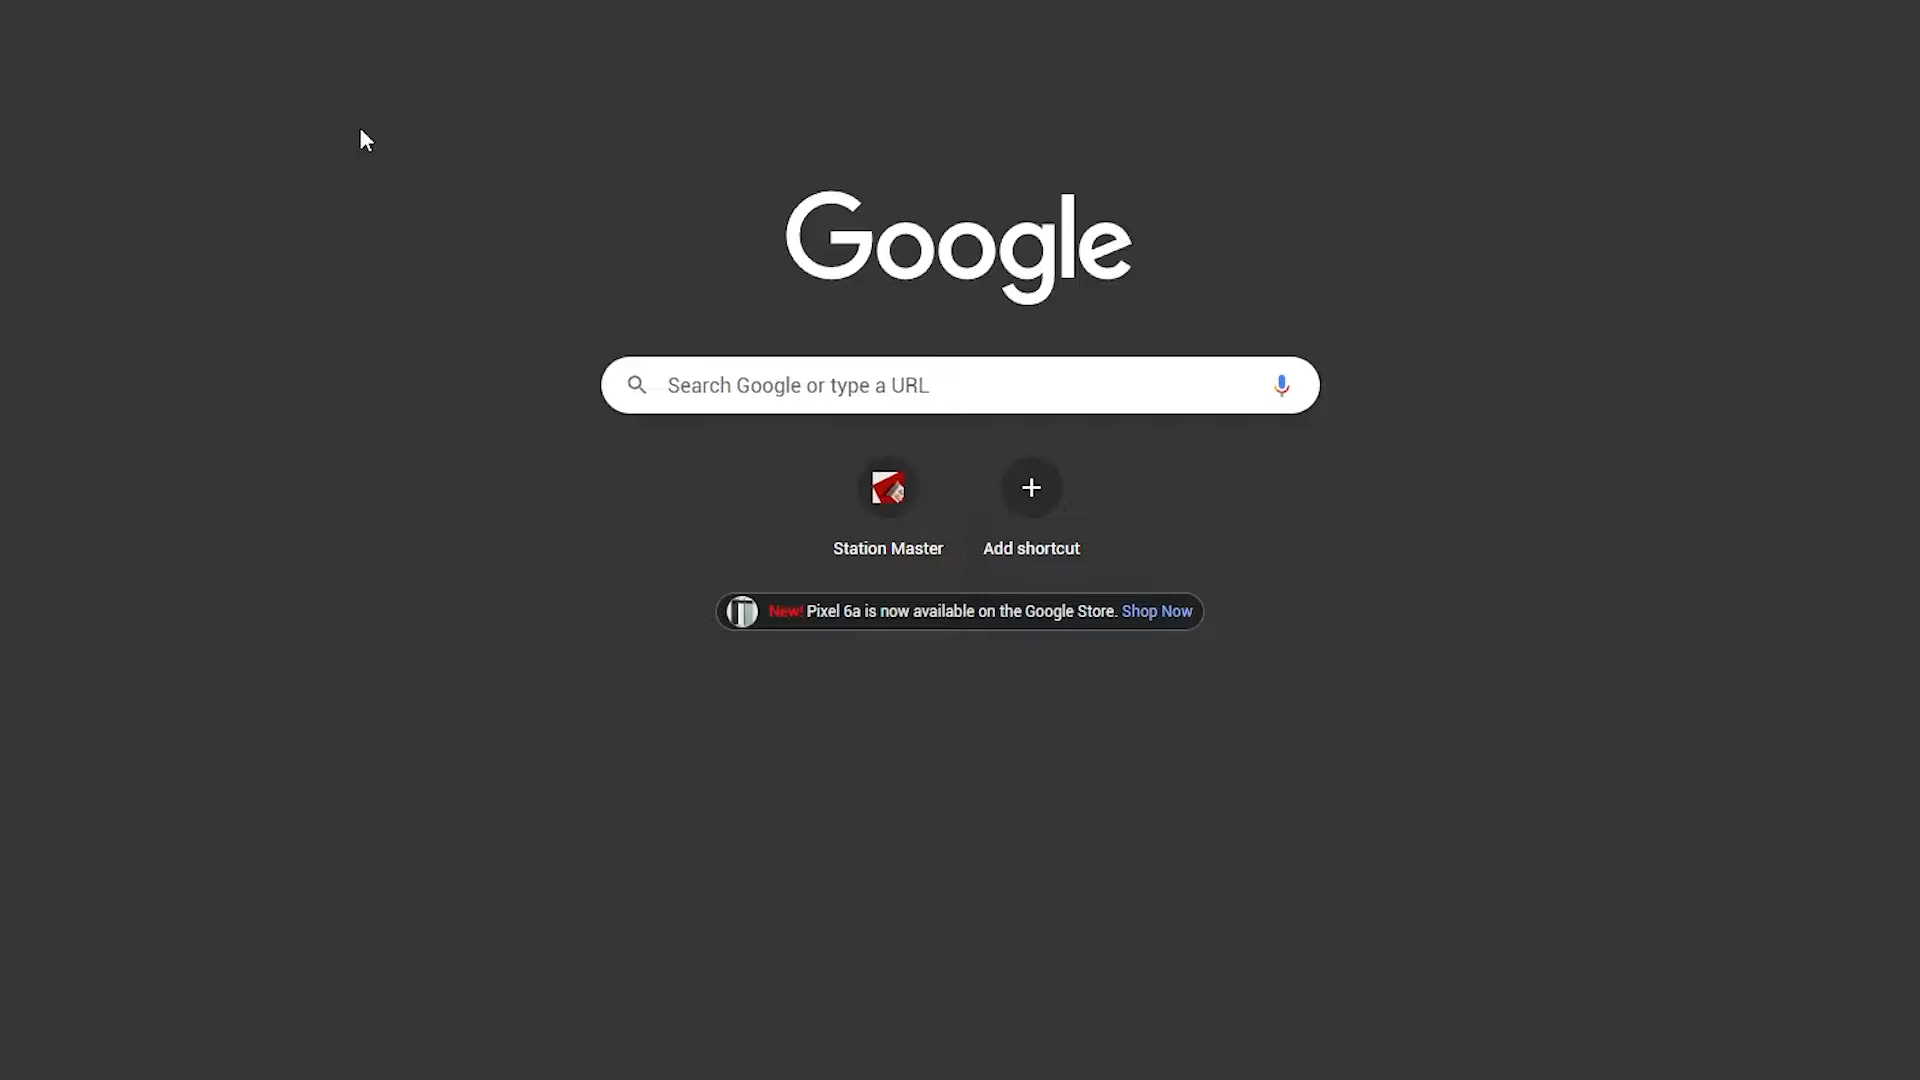 Google
Search Google or type a URL
Station Master
Add shortcut
New! Pixel 6a is now available on the Google Store. Shop Now